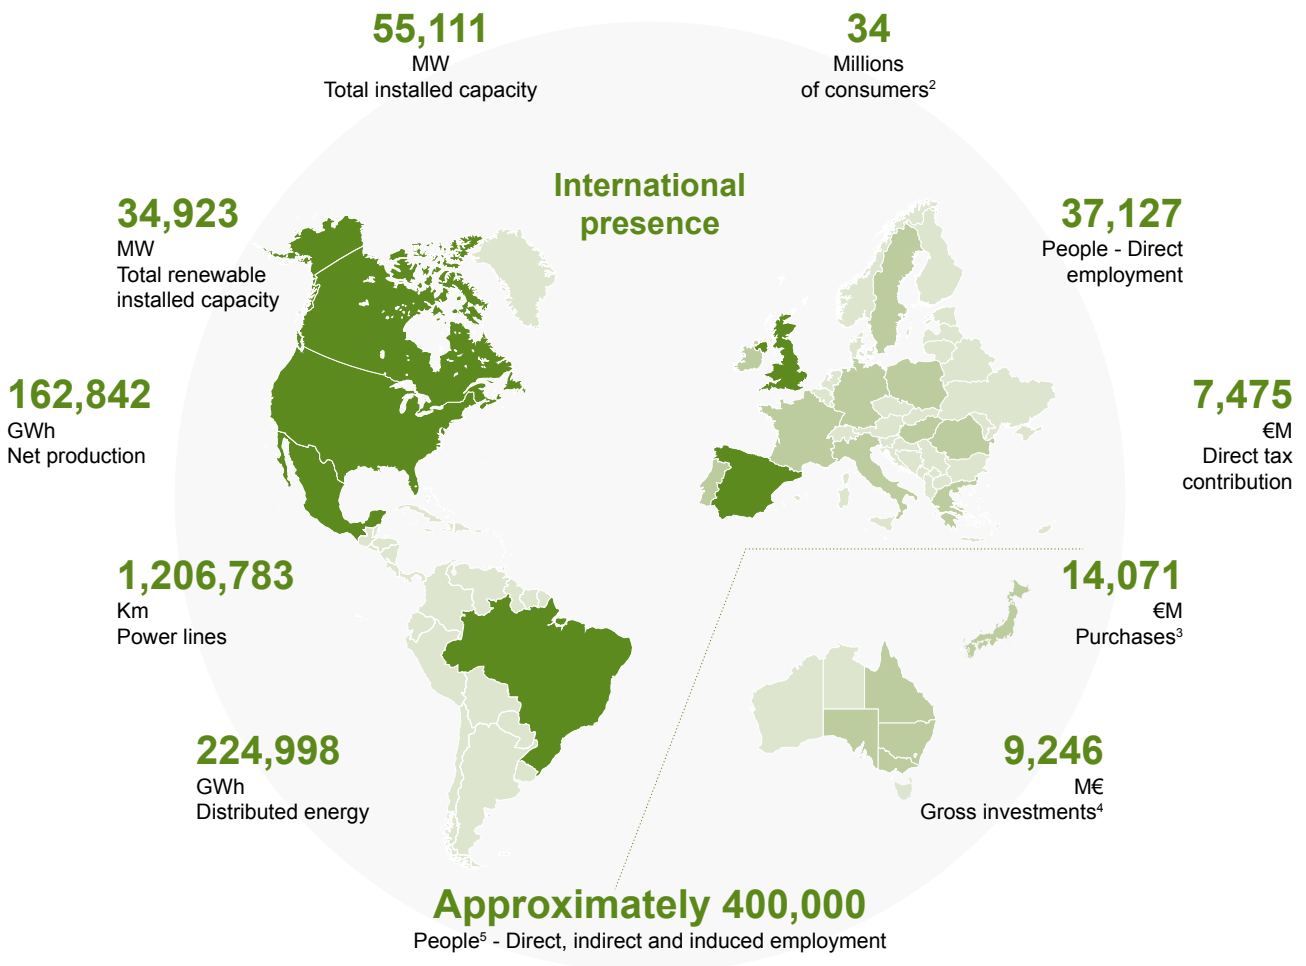 55,111
MW
Total installed capacity
34
Millions
of consumers²
International
presence
34,923
MW
Total renewable
installed capacity
37,127
People - Direct
employment
162,842
GWh
Net production
7,475
€M
Direct tax
contribution
1,206,783
Km
Power lines
14,071
€M
Purchases³
224,998
GWh
Distributed energy
9,246
M€
Gross investments⁴
Approximately 400,000
People⁵ - Direct, indirect and induced employment